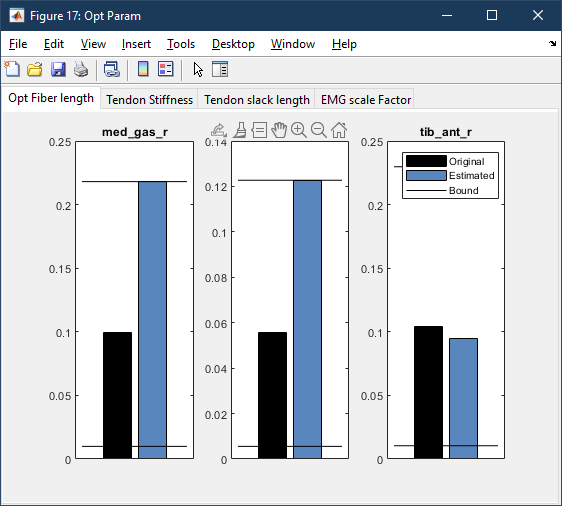 Figure 17: Opt Param
File Edit View Insert Tools Desktop Window Help
Opt Fiber length Tendon Stiffness Tendon slack length EMG scale Factor
med_gas_r
0.25
0.2
0.15
0.1
0.05
0
0.14
0.12
0.1
0.08
0.06
0.04
0.02
0
tib_ant_r
0.25
0.2
0.15
0.1
0.05
0
Original
Estimated
Bound